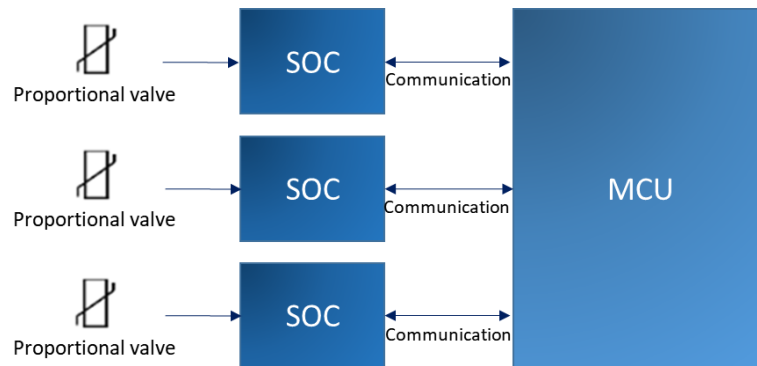 SOC
Communication
Proportional valve
SOC
MCU
Communication
Proportional valve
SOC
Communication
Proportional valve